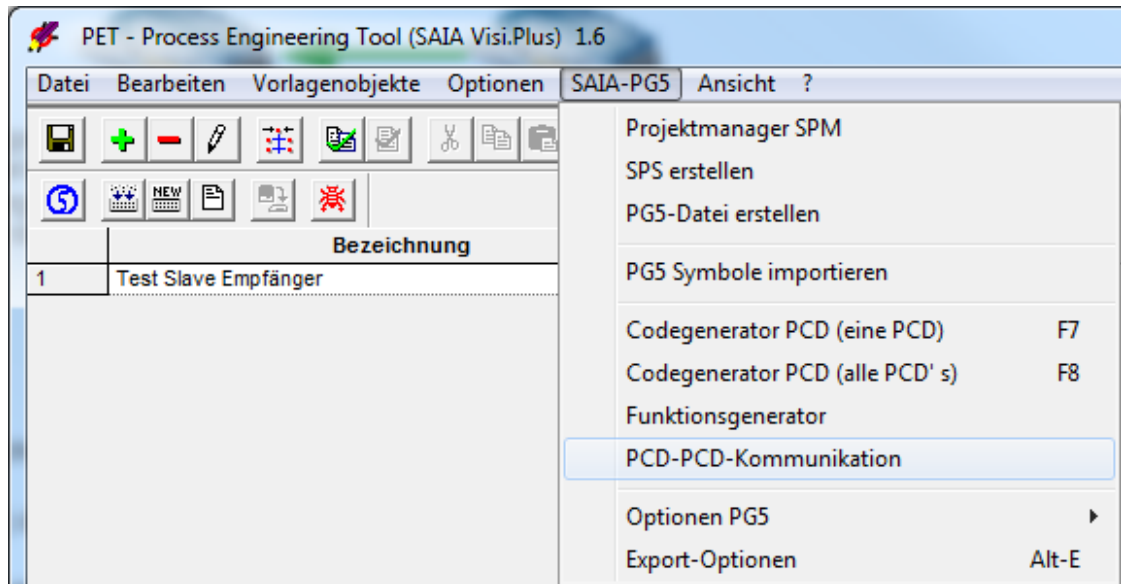 PET - Process Engineering Tool (SAIA Visi.Plus) 1.6
Datei Bearbeiten Vorlagenobjekte Optionen SAIA-PG5 Ansicht ?
Projektmanager SPM
SPS erstellen
PG5-Datei erstellen
PG5 Symbole importieren
Codegenerator PCD (eine PCD) F7
Codegenerator PCD (alle PCD' s) F8
Funktionsgenerator
PCD-PCD-Kommunikation
Optionen PG5
Export-Optionen Alt-E
5 NEW
Bezeichnung
1 Test Slave Empfänger